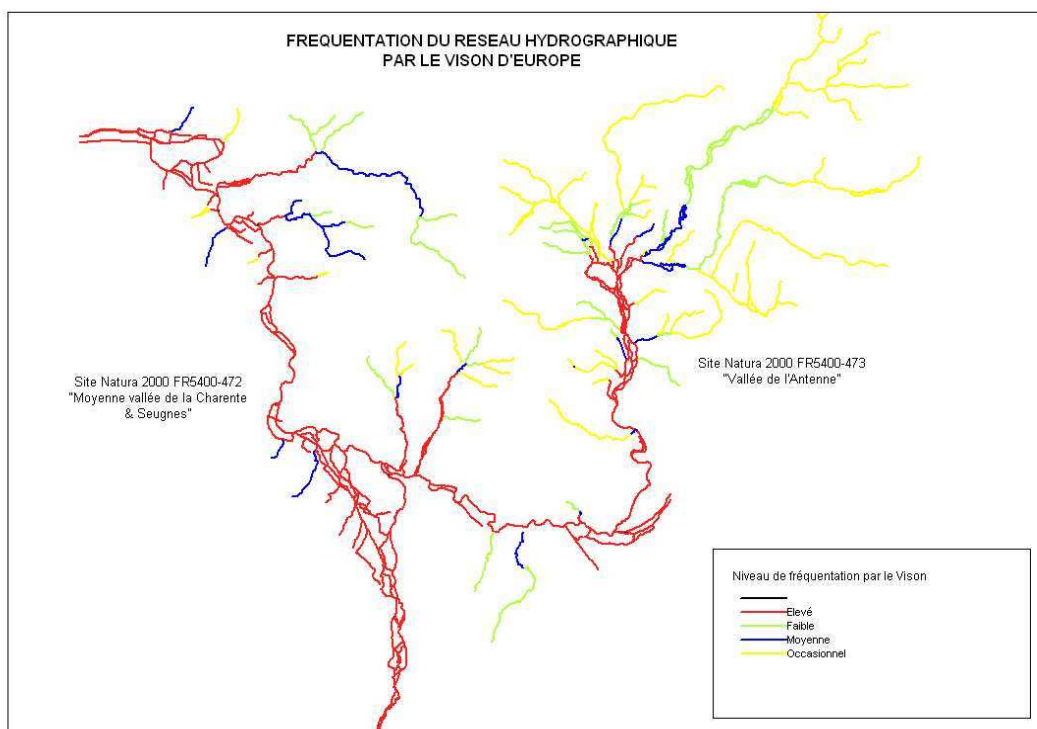 FREQUENTATION DU RESEAU HYDROGRAPHIQUE
PAR LE VISON D'EUROPE
Site Natura 2000 FR5400-472
"Moyenne vallée de la Charente
& Seugnes"
Site Natura 2000 FR5400-473
"Vallée de l'Antenne"
Niveau de fréquentation par le Vison
Elevé
Faible
Moyenne
Occasionnel